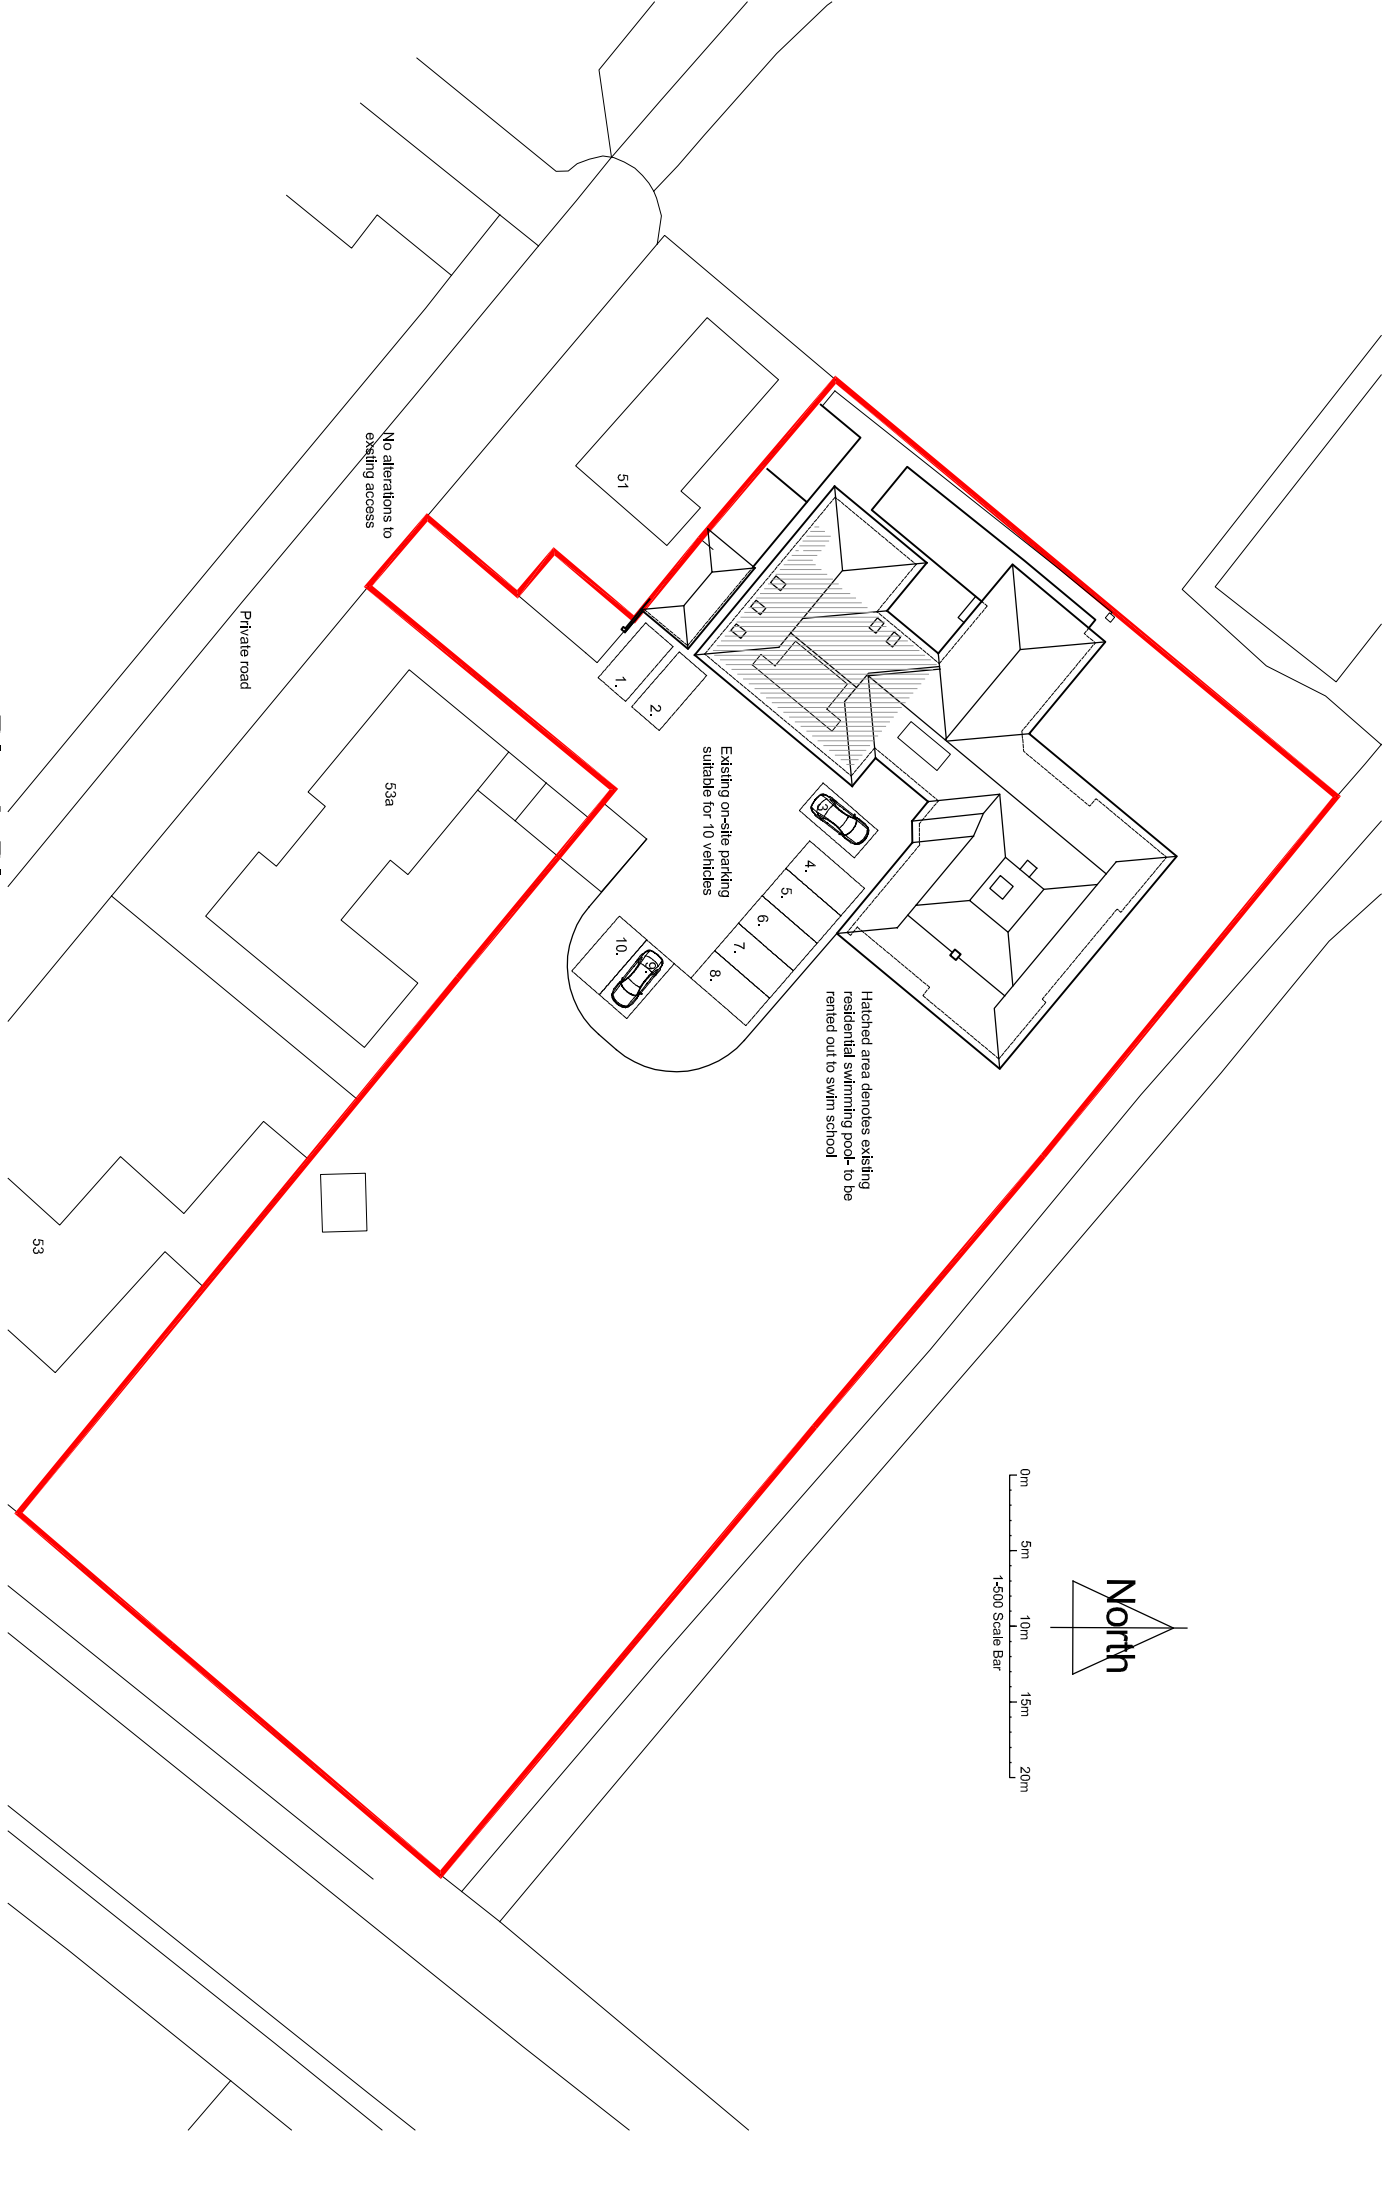 North
0m
5m
10m
15m
20m
1-500 Scale Bar
Hatched area denotes existing
residential swimming pool- to be
rented out to swim school
Existing on-site parking
suitable for 10 vehicles
1.
2.
3.
4.
5.
6.
7.
8.
9.
10.
51
No alterations to
exsting access
53a
Private road
53